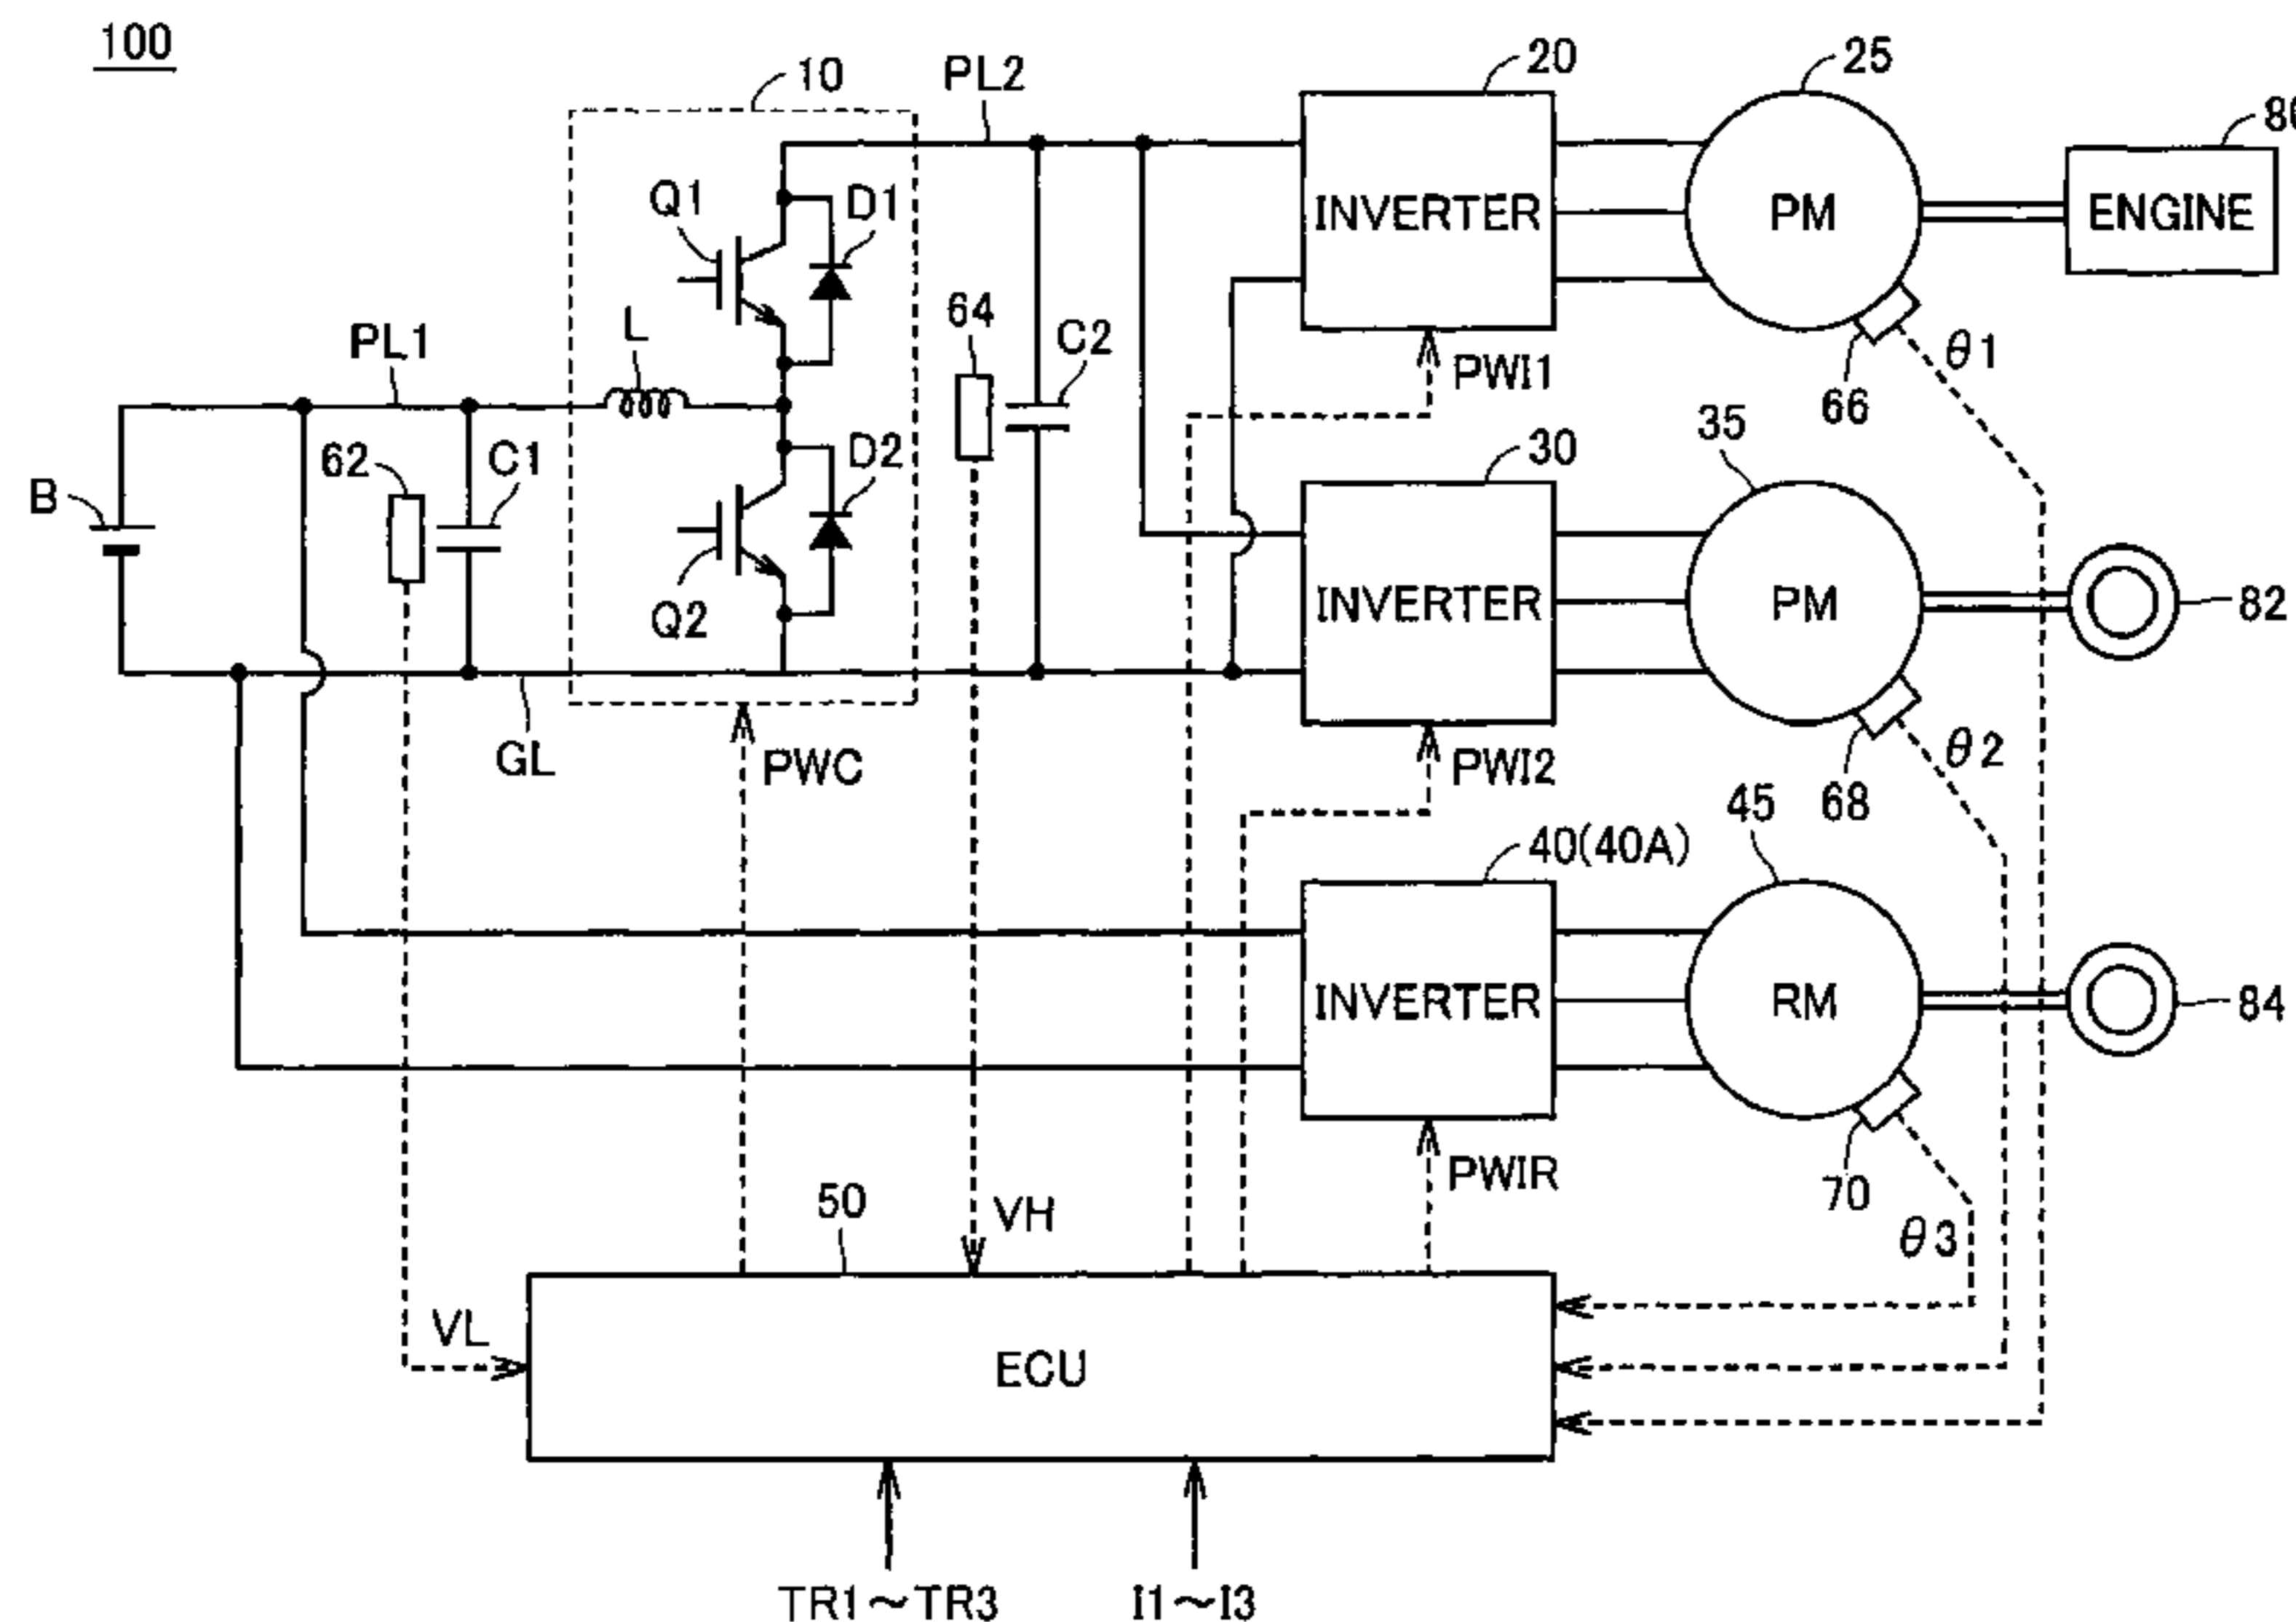 100
10
PL2
20
25
Q1
D1
INVERTER
PM
ENGINE
PL1
L
64
C2
PWI1
66
θ1
62
C1
D2
30
35
B
Q2
INVERTER
PM
82
GL
PWC
PWI2
68
θ2
40(40A)
45
INVERTER
RM
84
50
VH
PWIR
70
θ3
VL
ECU
TR1～TR3
I1～I3